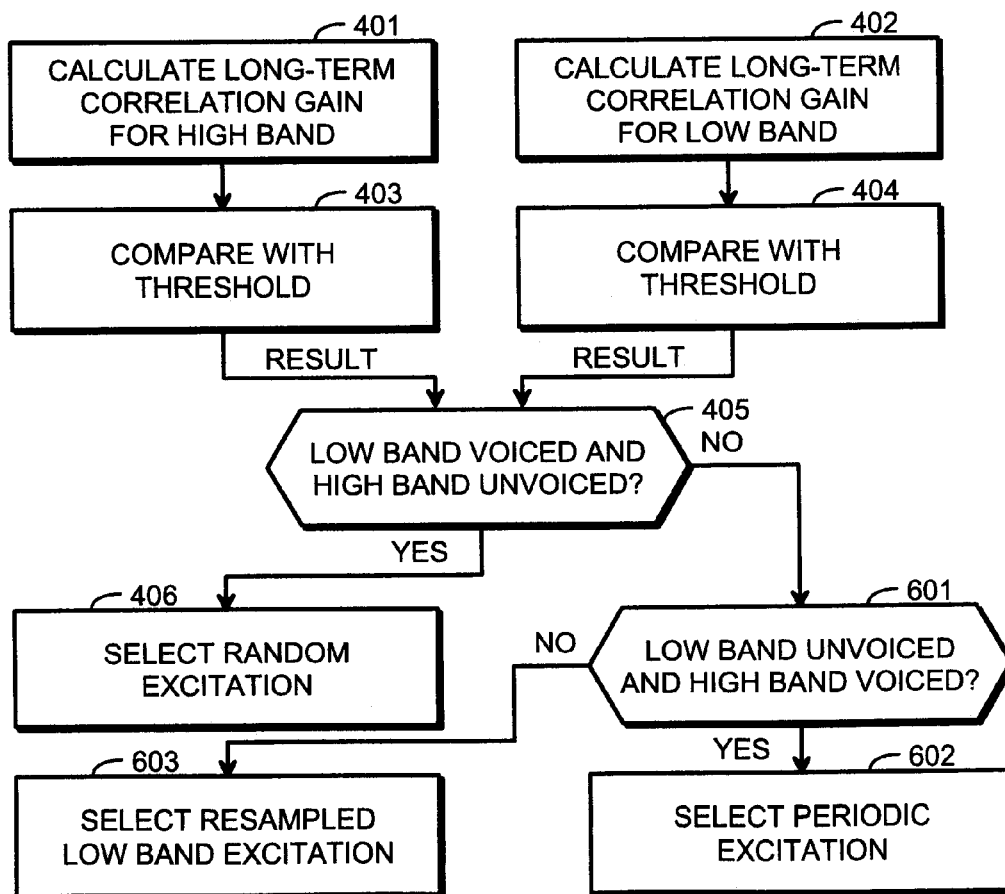 401
CALCULATE LONG-TERM
CORRELATION GAIN
FOR HIGH BAND
402
CALCULATE LONG-TERM
CORRELATION GAIN
FOR LOW BAND
403
COMPARE WITH
THRESHOLD
404
COMPARE WITH
THRESHOLD
RESULT
RESULT
405
LOW BAND VOICED AND
HIGH BAND UNVOICED?
NO
YES
406
SELECT RANDOM
EXCITATION
601
LOW BAND UNVOICED
AND HIGH BAND VOICED?
NO
YES
603
SELECT RESAMPLED
LOW BAND EXCITATION
602
SELECT PERIODIC
EXCITATION